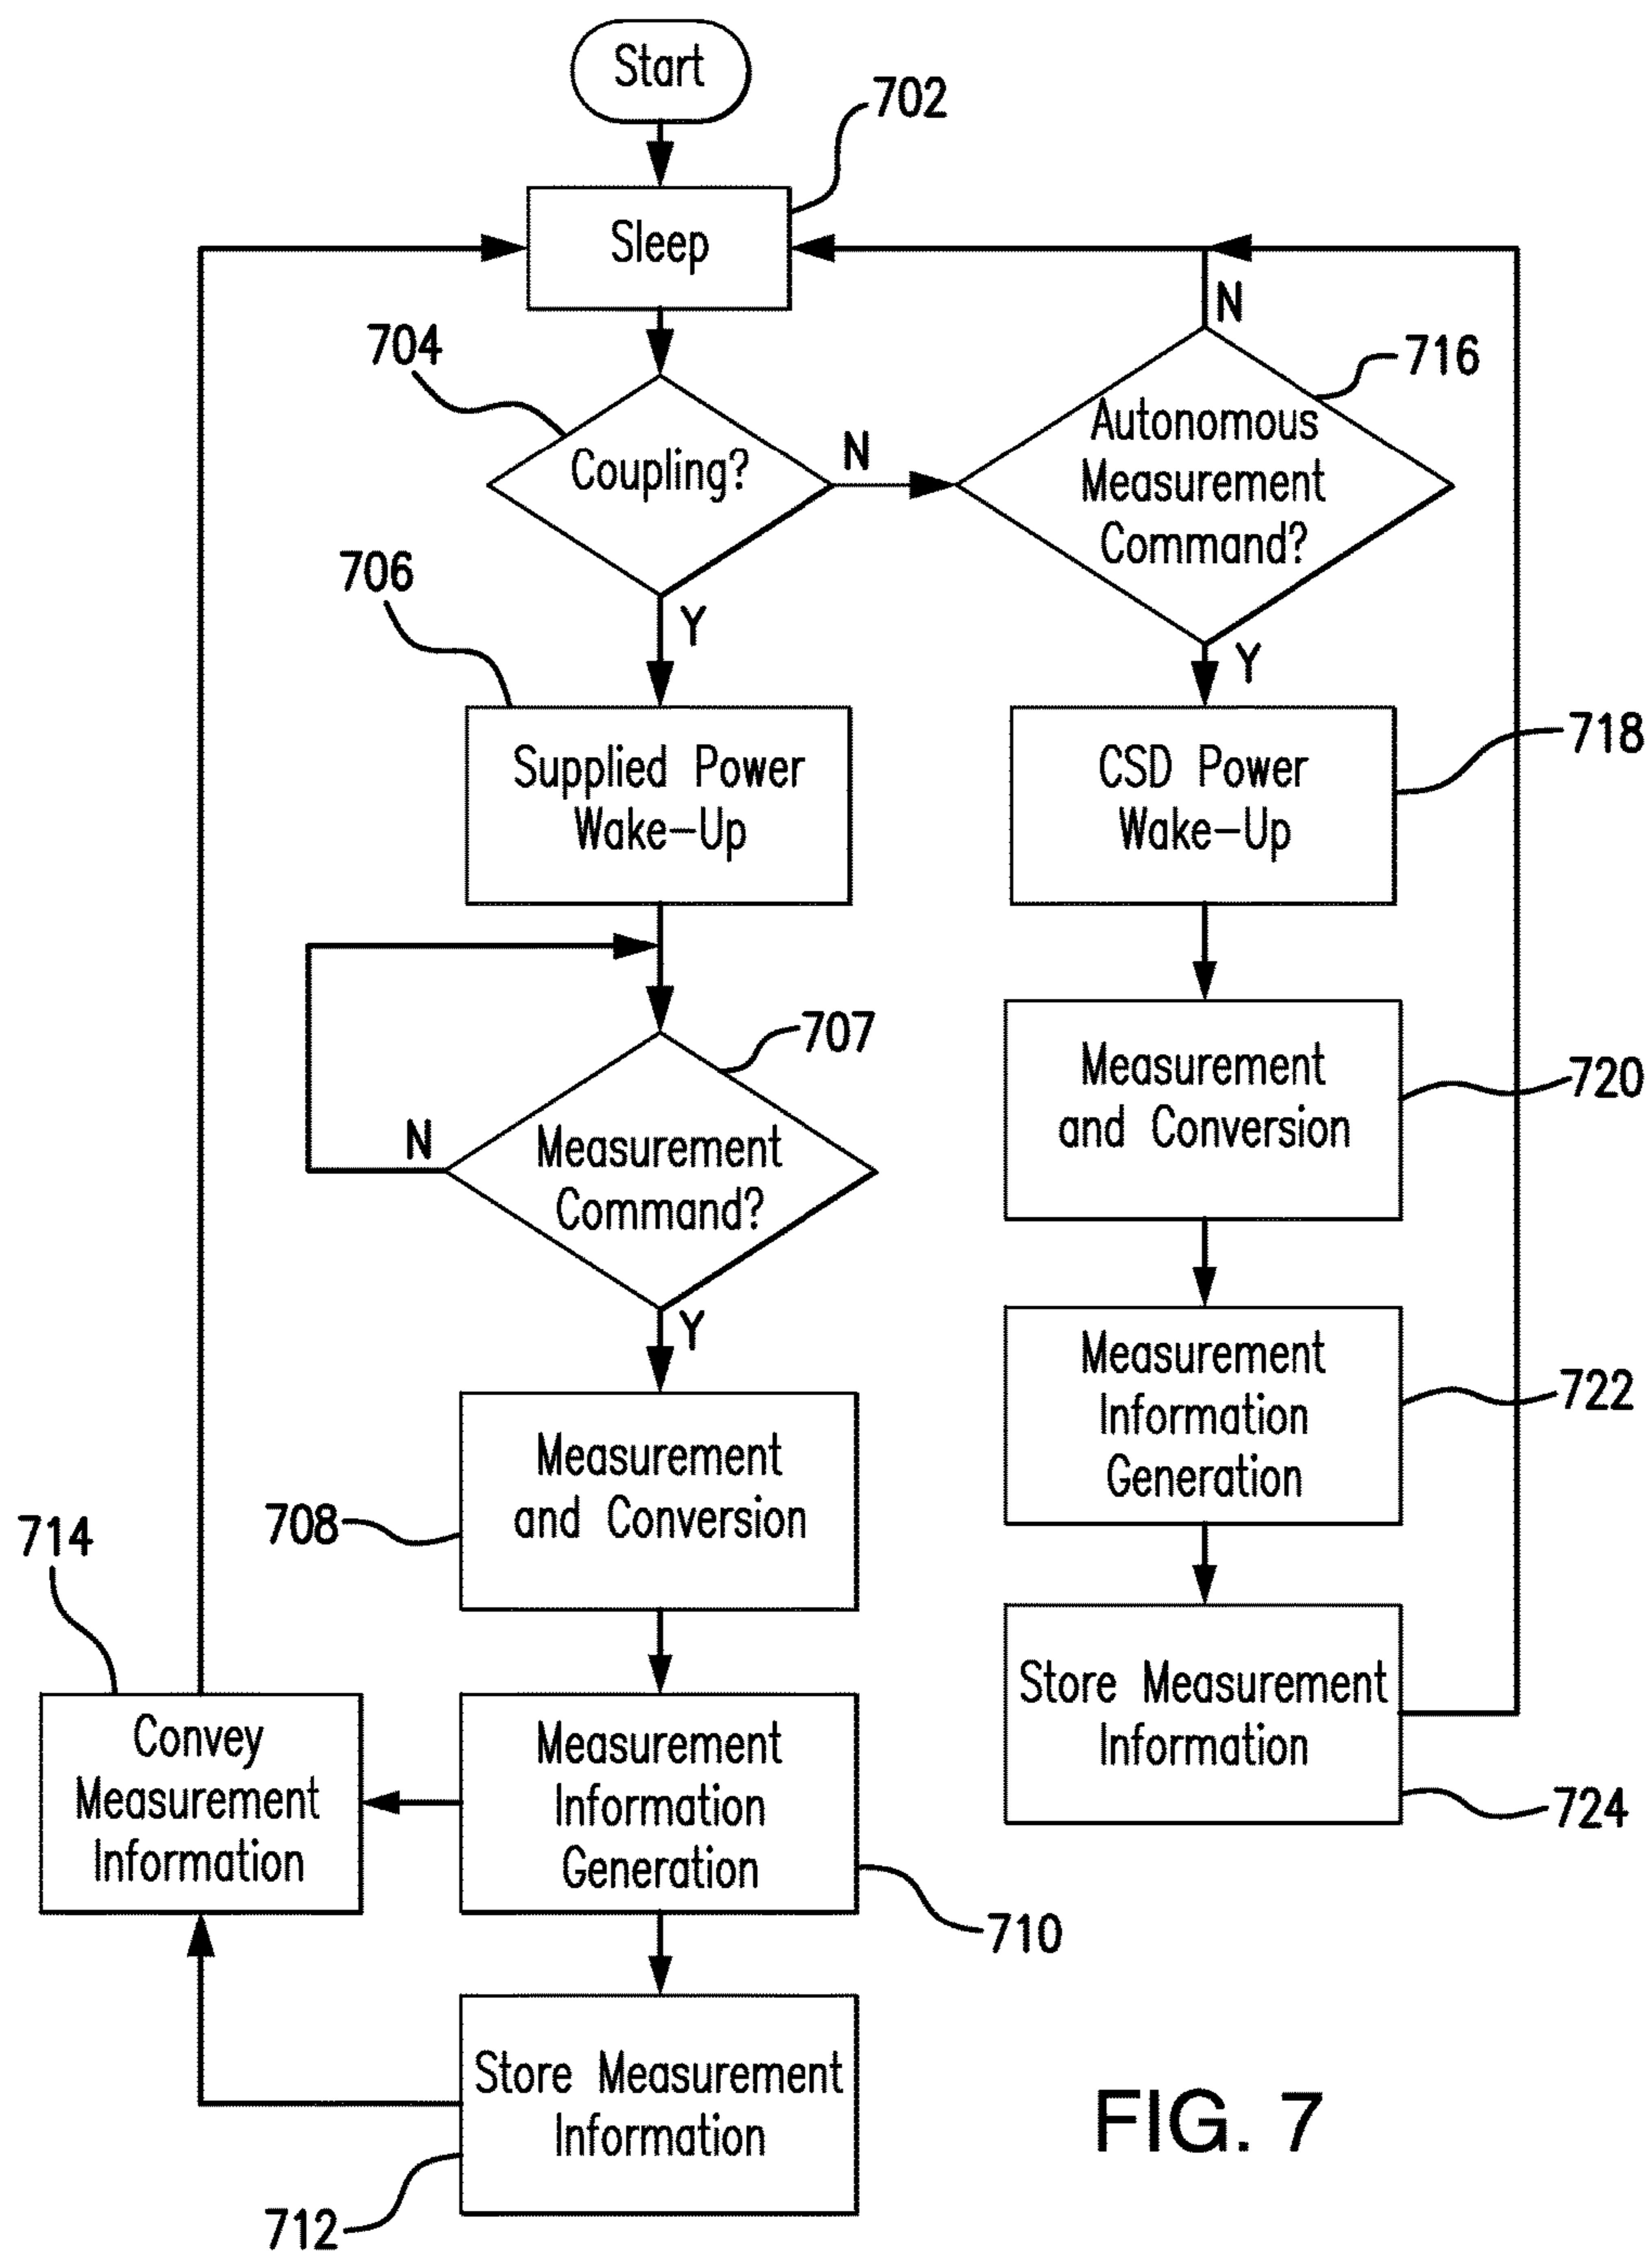 Start
702
Sleep
N
704
716
Coupling?
N
Autonomous
Measurement
Command?
706
Y
Y
Supplied Power
Wake-Up
CSD Power
Wake-Up
718
707
Measurement
and Conversion
720
N
Measurement
Command?
Y
Measurement
Information
Generation
722
708
Measurement
and Conversion
714
Store Measurement
Information
724
Convey
Measurement
Information
Measurement
Information
Generation
710
Store Measurement
Information
712
FIG. 7